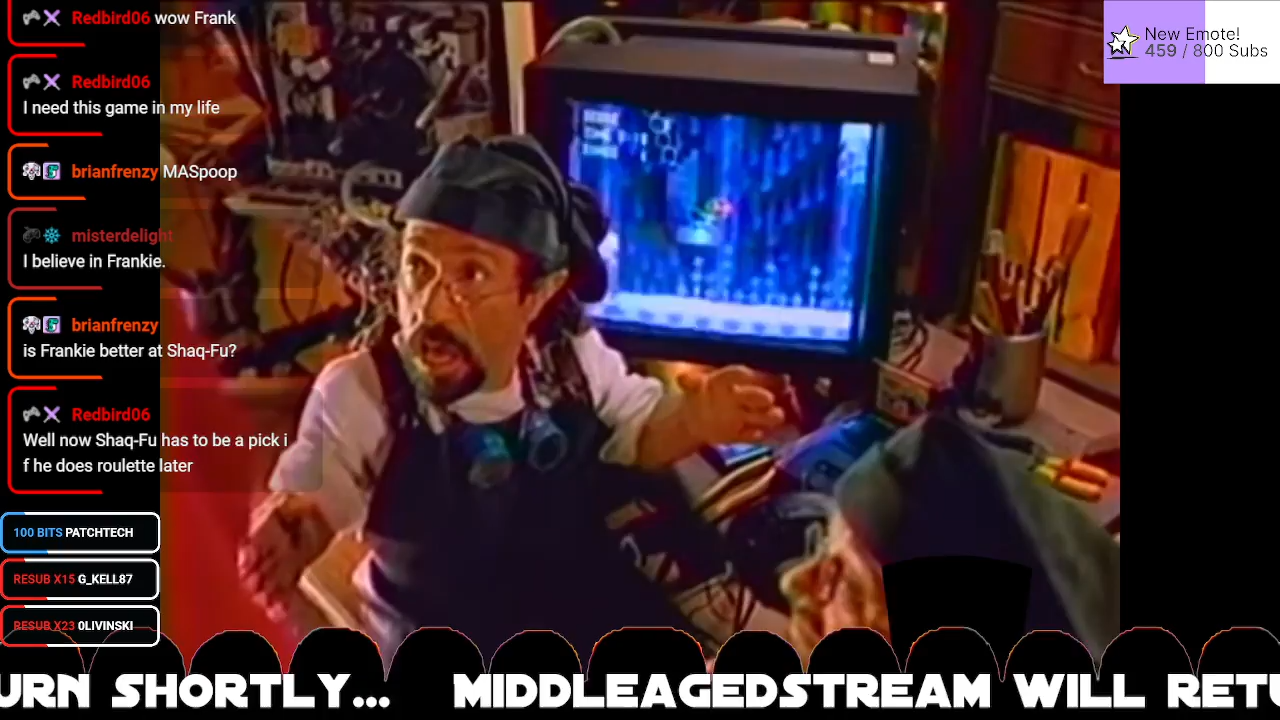 Redbird06 wow Frank
New Emote!
459 / 800 Subs
Redbird06
I need this game in my life
brianfrenzy MASpoop
misterdelight
I believe in Frankie.
brianfrenzy
is Frankie better at Shaq-Fu?
Redbird06
Well now Shaq-Fu has to be a pick i
f he does roulette later
100 BITS PATCHTECH
RESUB X15 G_KELL87
RESUB X23 0LIVINSKI
URN SHORTLY... MIDDLEAGEDSTREAM WILL RETU